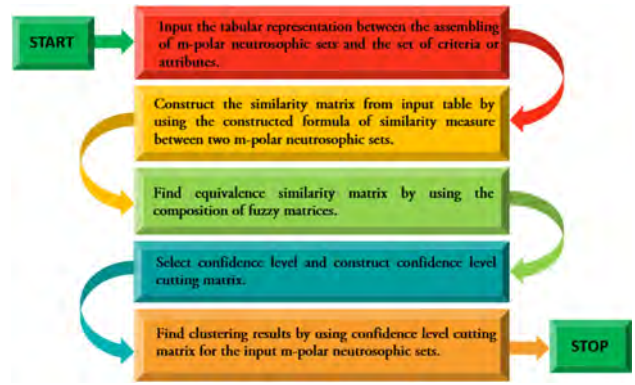 START
Input the tabular representation between the assembling
of m-polar neutrosophic sets and the set of criteria or
attributes.
Construct the similarity matrix from input table by
using the constructed formula of similarity measure
between two m-polar neutrosophic sets.
Find equivalence similarity matrix by using the
composition of fuzzy matrices.
Select confidence level and construct confidence level
cutting matrix.
Find clustering results by using confidence level cutting
matrix for the input m-polar neutrosophic sets.
STOP